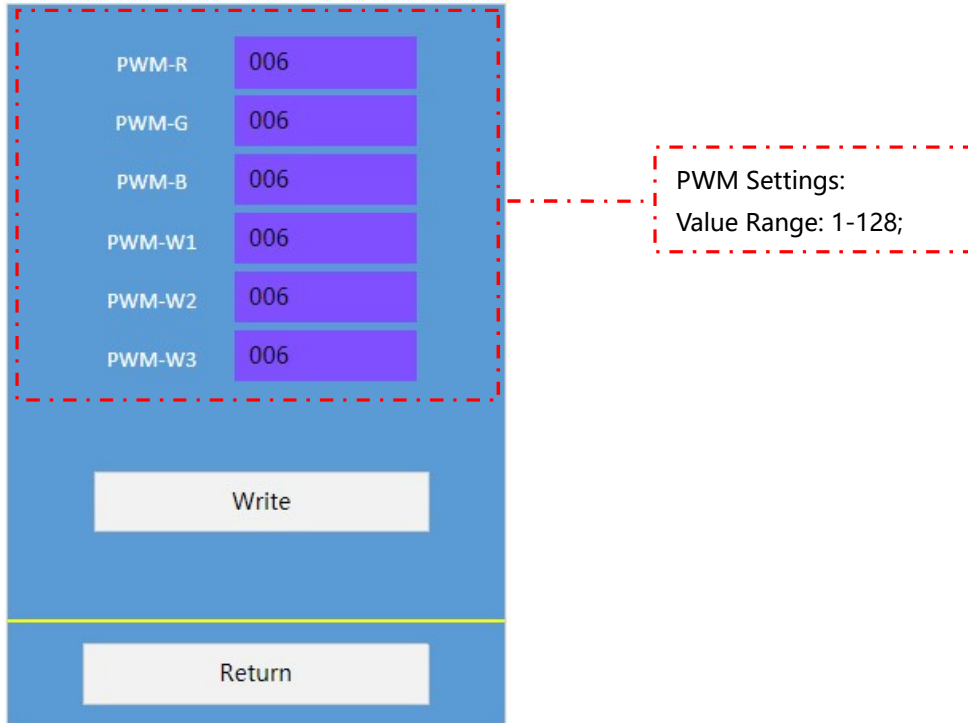 PWM-R 006
PWM-G 006
PWM-B 006
PWM-W1 006
PWM-W2 006
PWM-W3 006
PWM Settings:
Value Range: 1-128;
Write
Return